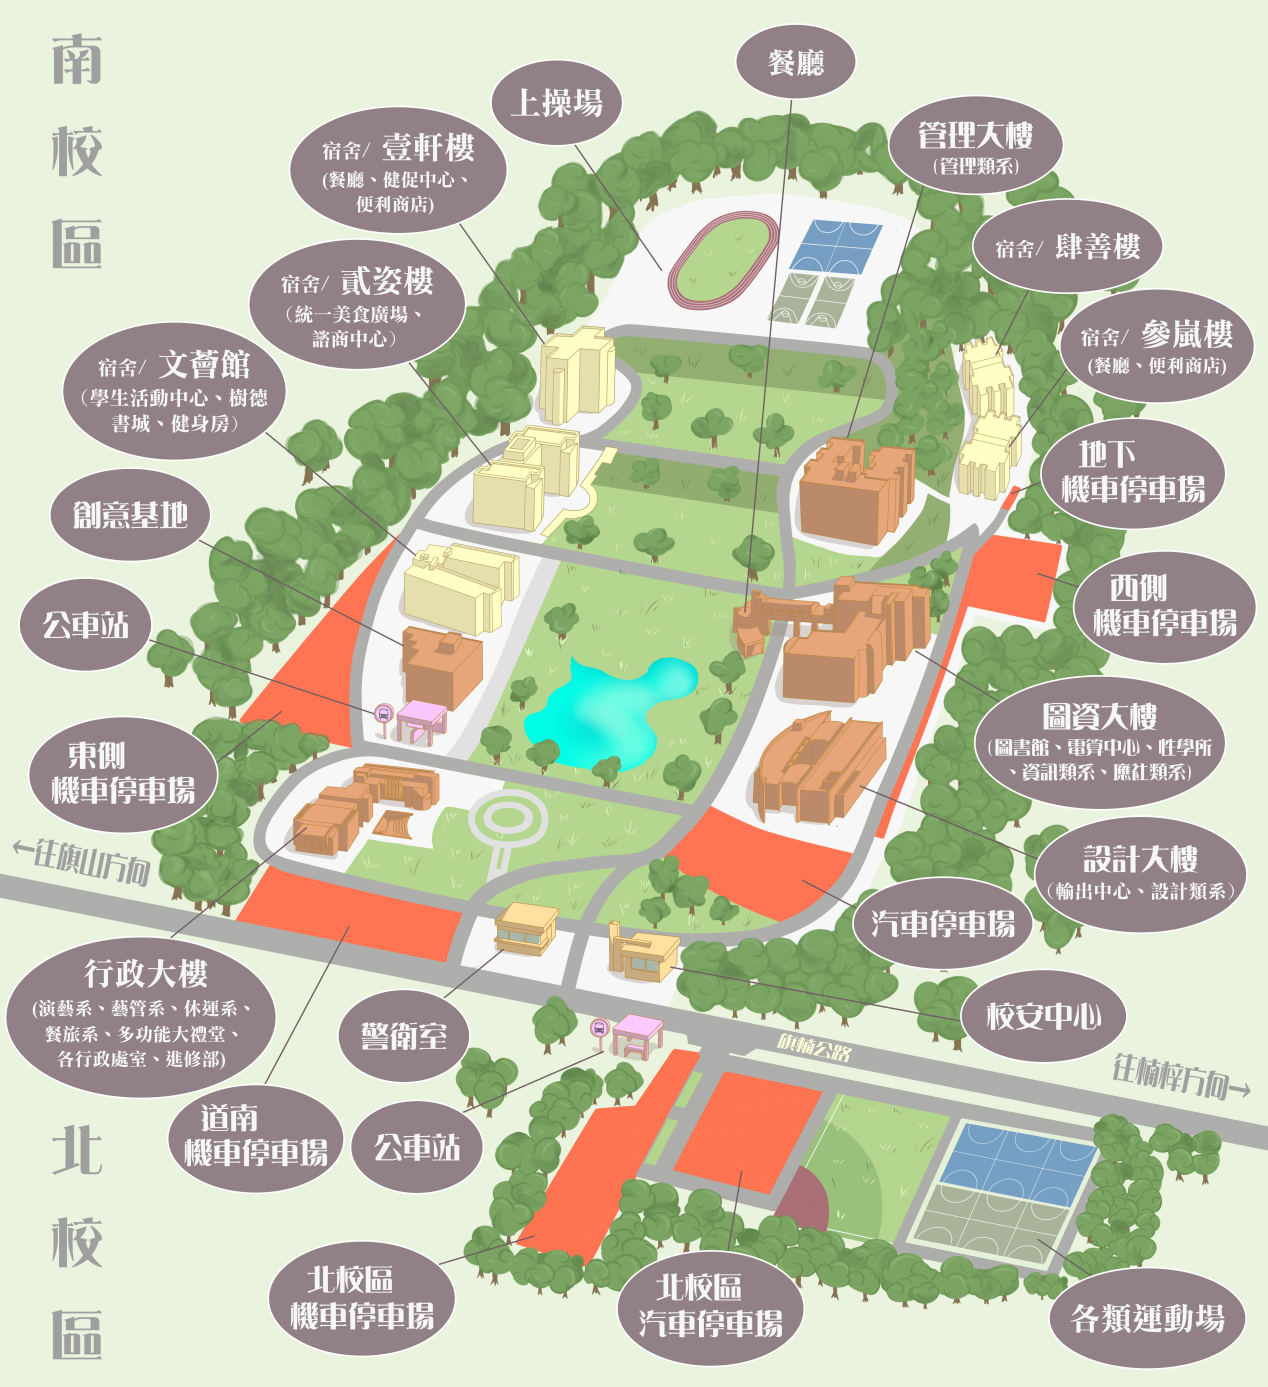 南校區
餐廳
上操場
管理大樓
(管理類系)
宿舍/ 壹軒樓
(餐廳、健促中心、
便利商店)
宿舍/ 肆善樓
宿舍/ 貳姿樓
(統一美食廣場、
諮商中心)
宿舍/ 參嵐樓
(餐廳、便利商店)
宿舍/ 文薈館
(學生活動中心、樹德
書城、健身房)
地下
機車停車場
創意基地
西側
機車停車場
公車站
圖資大樓
(圖書館、電算中心、性學所
、資訊類系、應社類系)
東側
機車停車場
設計大樓
(輸出中心、設計類系)
←往旗山方向
汽車停車場
行政大樓
(演藝系、藝管系、休運系、
餐旅系、多功能大禮堂、
各行政處室、進修部)
校安中心
警衛室
旗楠公路
往楠梓方向→
道南
機車停車場
公車站
北校區
北校區
機車停車場
北校區
汽車停車場
各類運動場